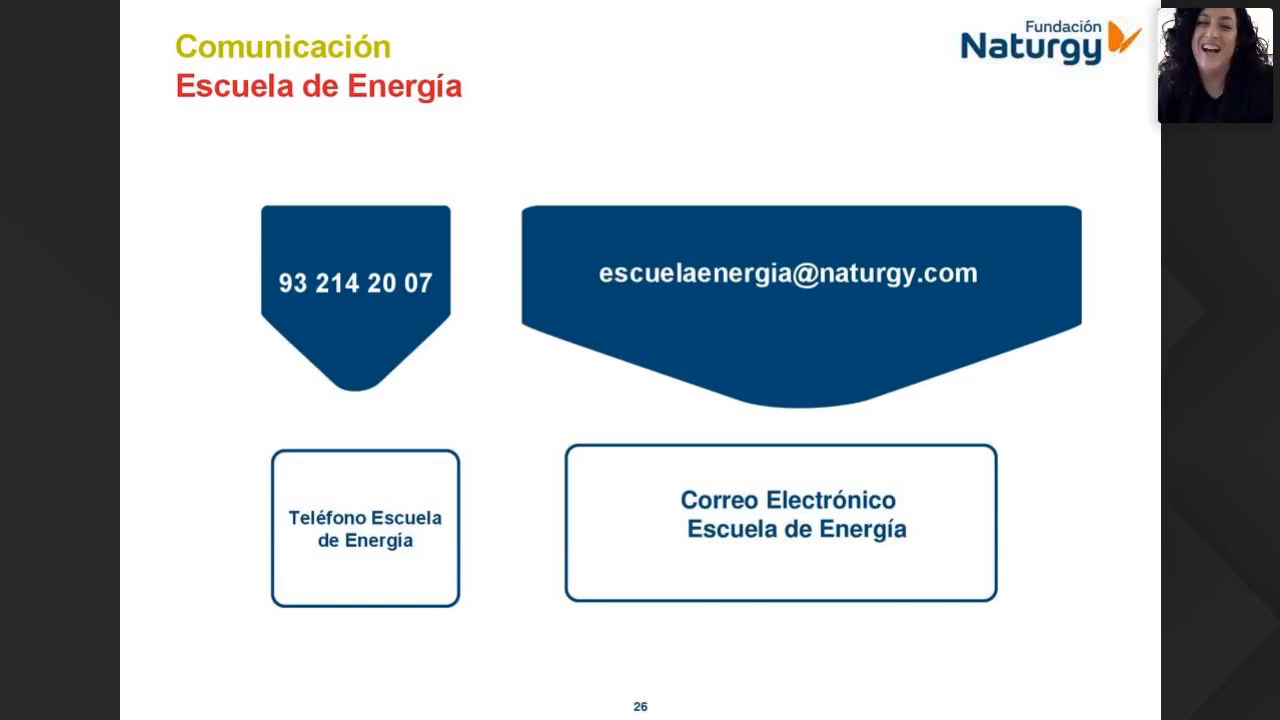 Comunicación
Escuela de Energía
Fundación
Naturgy
93 214 20 07
escuelaenergia@naturgy.com
Teléfono Escuela
de Energía
Correo Electrónico
Escuela de Energía
26